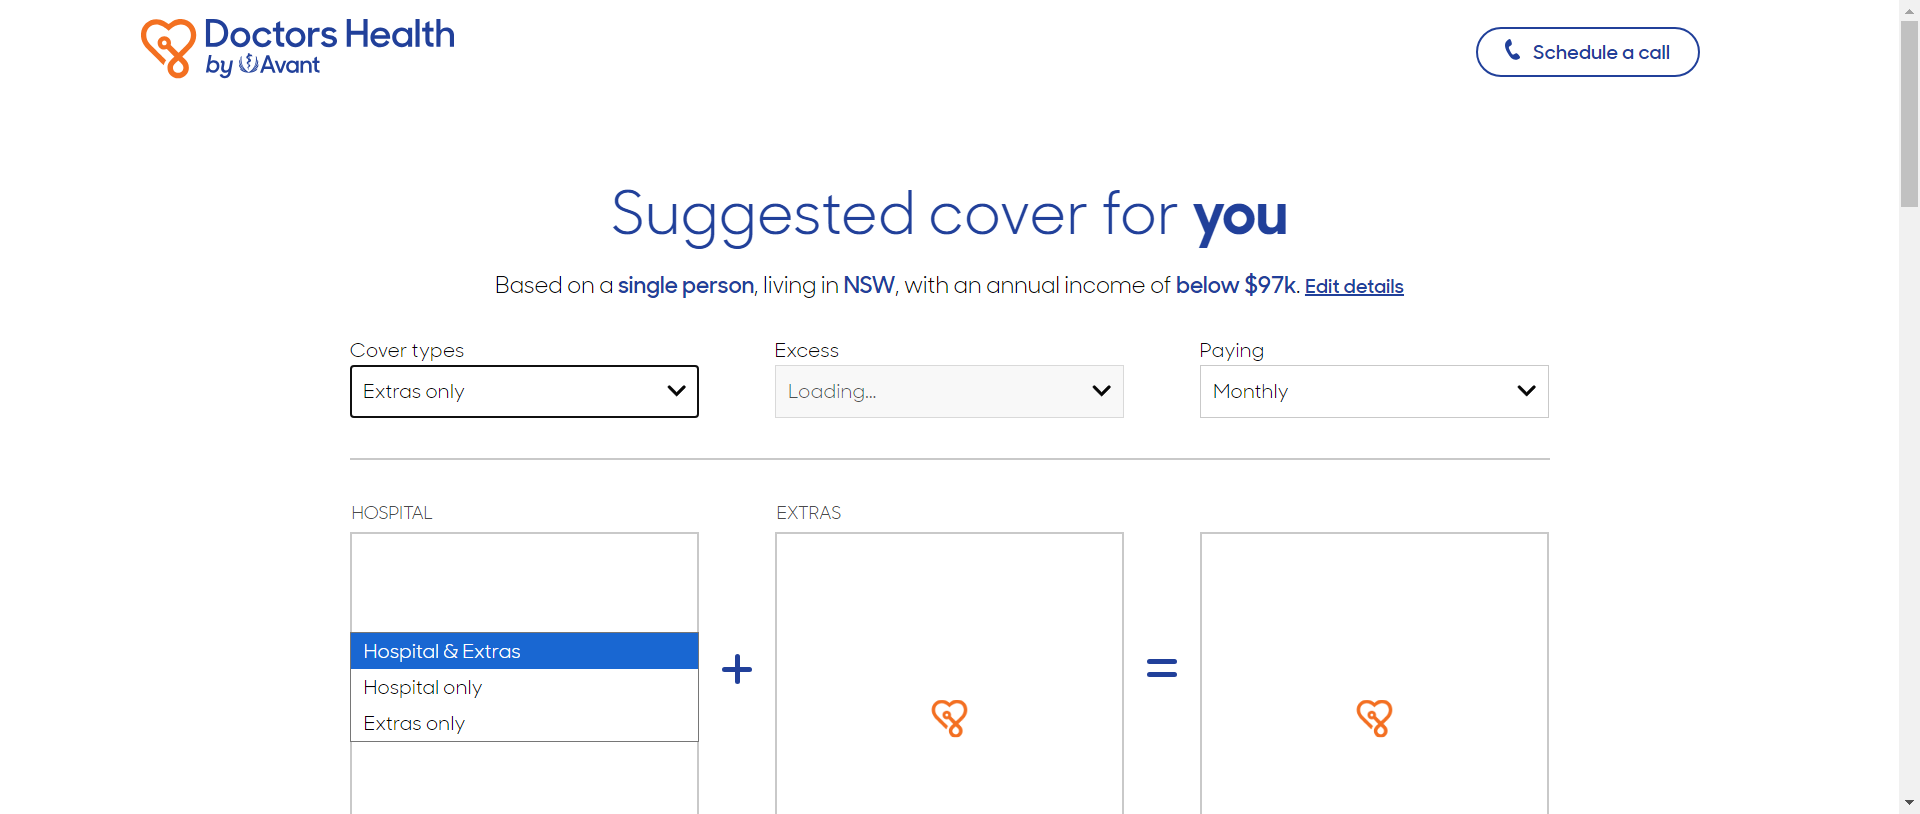 Doctors Health
by Avant
Schedule a call
Suggested cover for you
Based on a single person, living in NSW, with an annual income of below $97k. Edit details
Cover types
Excess
Paying
Extras only
Loading...
Monthly
HOSPITAL
EXTRAS
Hospital & Extras
Hospital only
Extras only
+
=